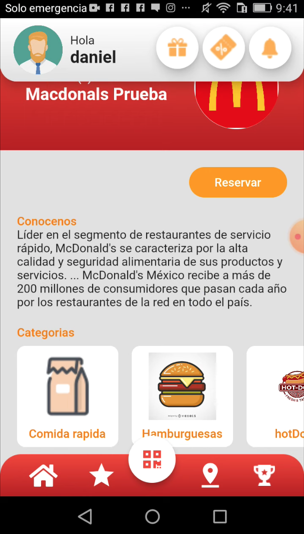 Solo emergencia
9:41
Hola
daniel
Macdonals Prueba
Reservar
Conocenos
Líder en el segmento de restaurantes de servicio
rápido, McDonald's se caracteriza por la alta
calidad y seguridad alimentaria de sus productos y
servicios. ... McDonald's México recibe a más de
200 millones de consumidores que pasan cada año
por los restaurantes de la red en todo el país.
Categorias
Comida rapida
Hamburguesas
hotDo